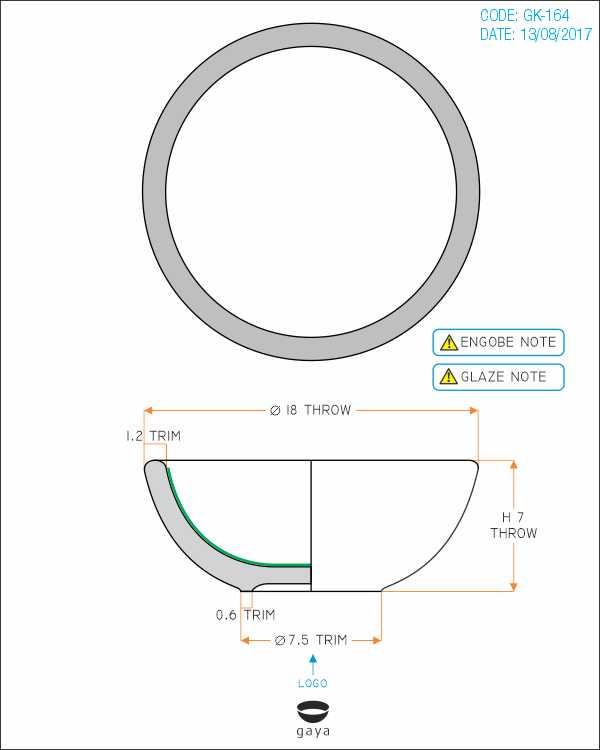 CODE: GK-164
DATE: 13/08/2017
ENGOBE NOTE
GLAZE NOTE
Ø 18 THROW
1.2 TRIM
H 7
THROW
0.6 TRIM
Ø 7.5 TRIM
LOGO
gaya